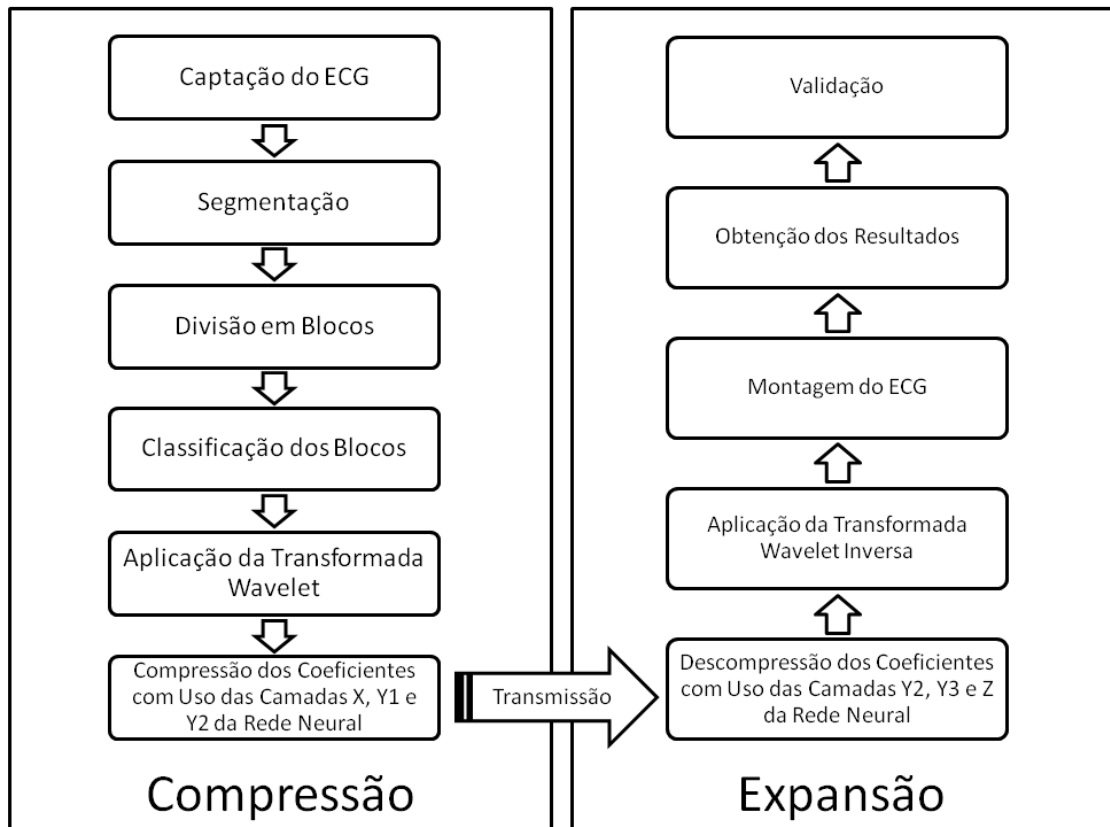 Captação do ECG
Segmentação
Divisão em Blocos
Classificação dos Blocos
Aplicação da Transformada
Wavelet
Compressão dos Coeficientes
com Uso das Camadas X, Y1 e
Y2 da Rede Neural
Compressão
Transmissão
Descompressão dos Coeficientes
com Uso das Camadas Y2, Y3 e Z
da Rede Neural
Aplicação da Transformada
Wavelet Inversa
Montagem do ECG
Obtenção dos Resultados
Validação
Expansão